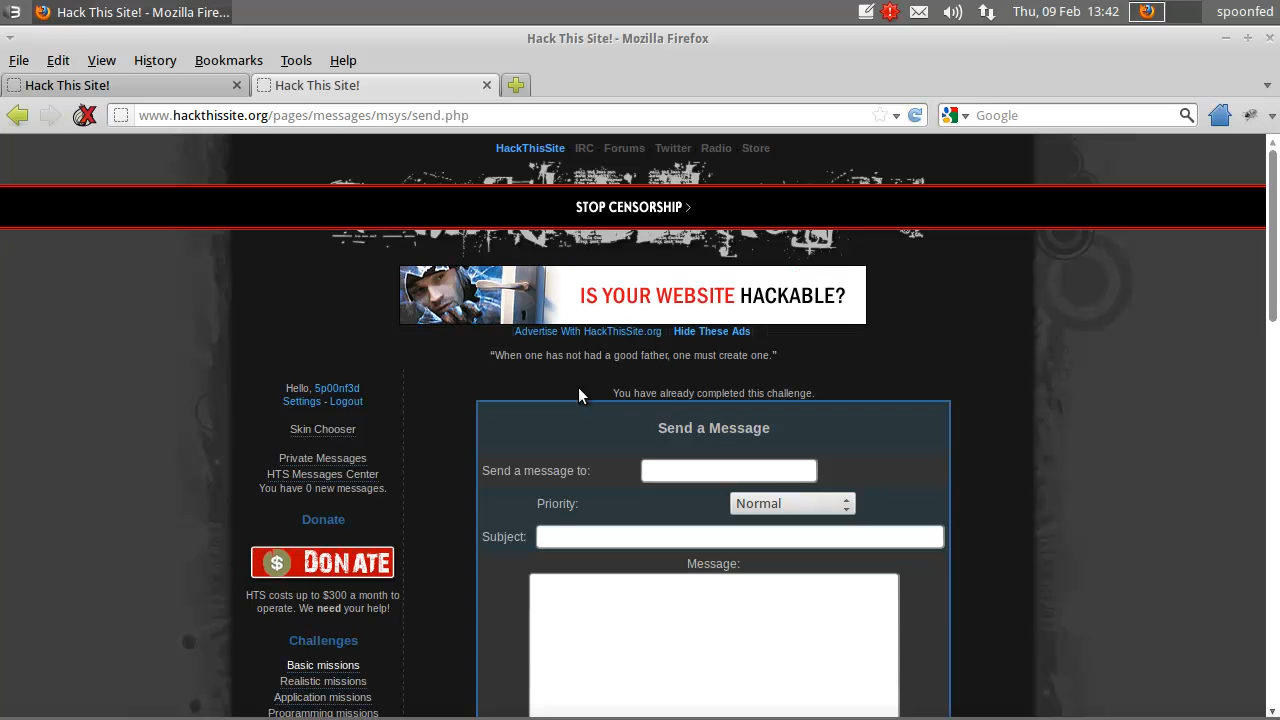 Hack This Site! - Mozilla Fire...
Thu, 09 Feb 13:42
spoonfed
Hack This Site! - Mozilla Firefox
File Edit View History Bookmarks Tools Help
Hack This Site!
Hack This Site!
www.hackthissite.org/pages/messages/msys/send.php
Google
HackThisSite IRC Forums Twitter Radio Store
STOP CENSORSHIP >
IS YOUR WEBSITE HACKABLE?
Advertise With HackThisSite.org Hide These Ads
“When one has not had a good father, one must create one.”
Hello, 5p00nf3d
Settings - Logout
Skin Chooser
Private Messages
HTS Messages Center
You have 0 new messages.
Donate
$ DONATE
HTS costs up to $300 a month to
operate. We need your help!
Challenges
Basic missions
Realistic missions
Application missions
Programming missions
You have already completed this challenge.
Send a Message
Send a message to:
Priority: Normal
Subject:
Message: